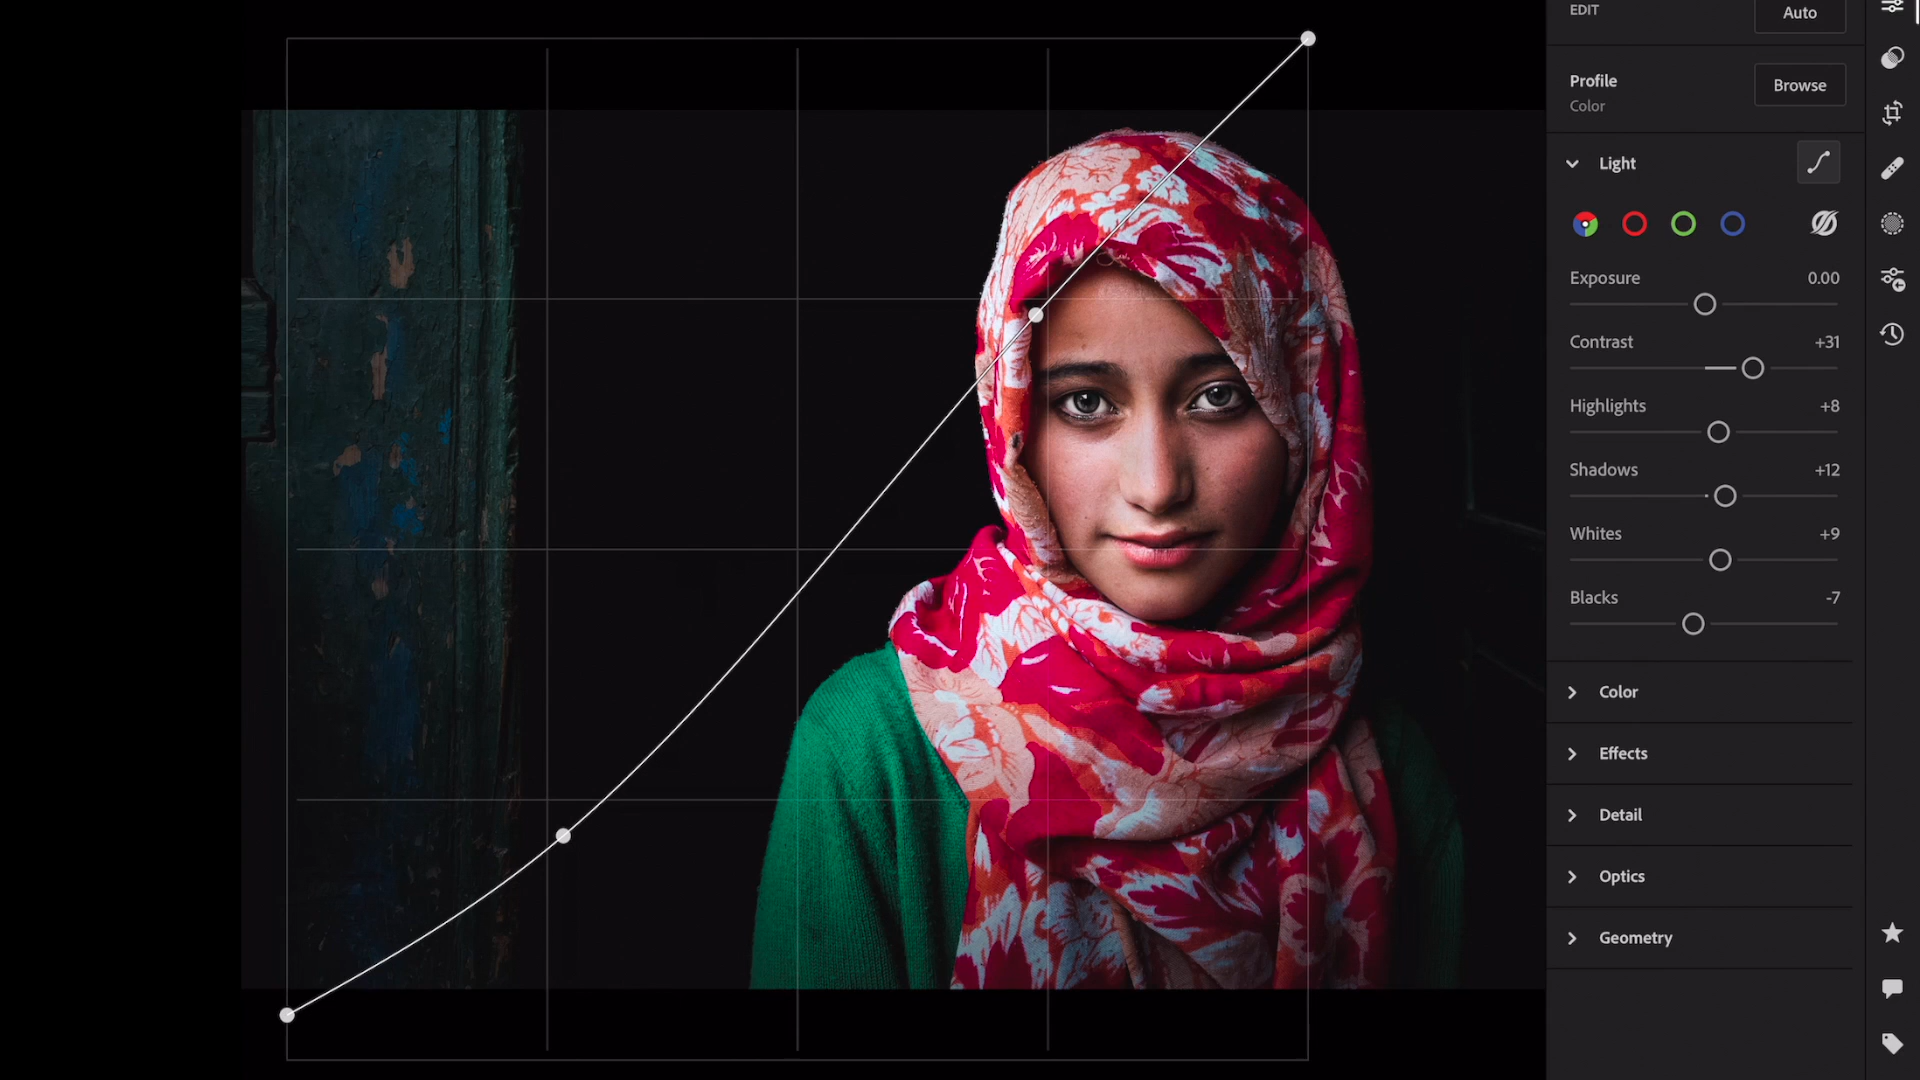 EDIT
Auto
Profile
Browse
Color
Light
Exposure 0.00
Contrast +31
Highlights +8
Shadows +12
Whites +9
Blacks -7
Color
Effects
Detail
Optics
Geometry